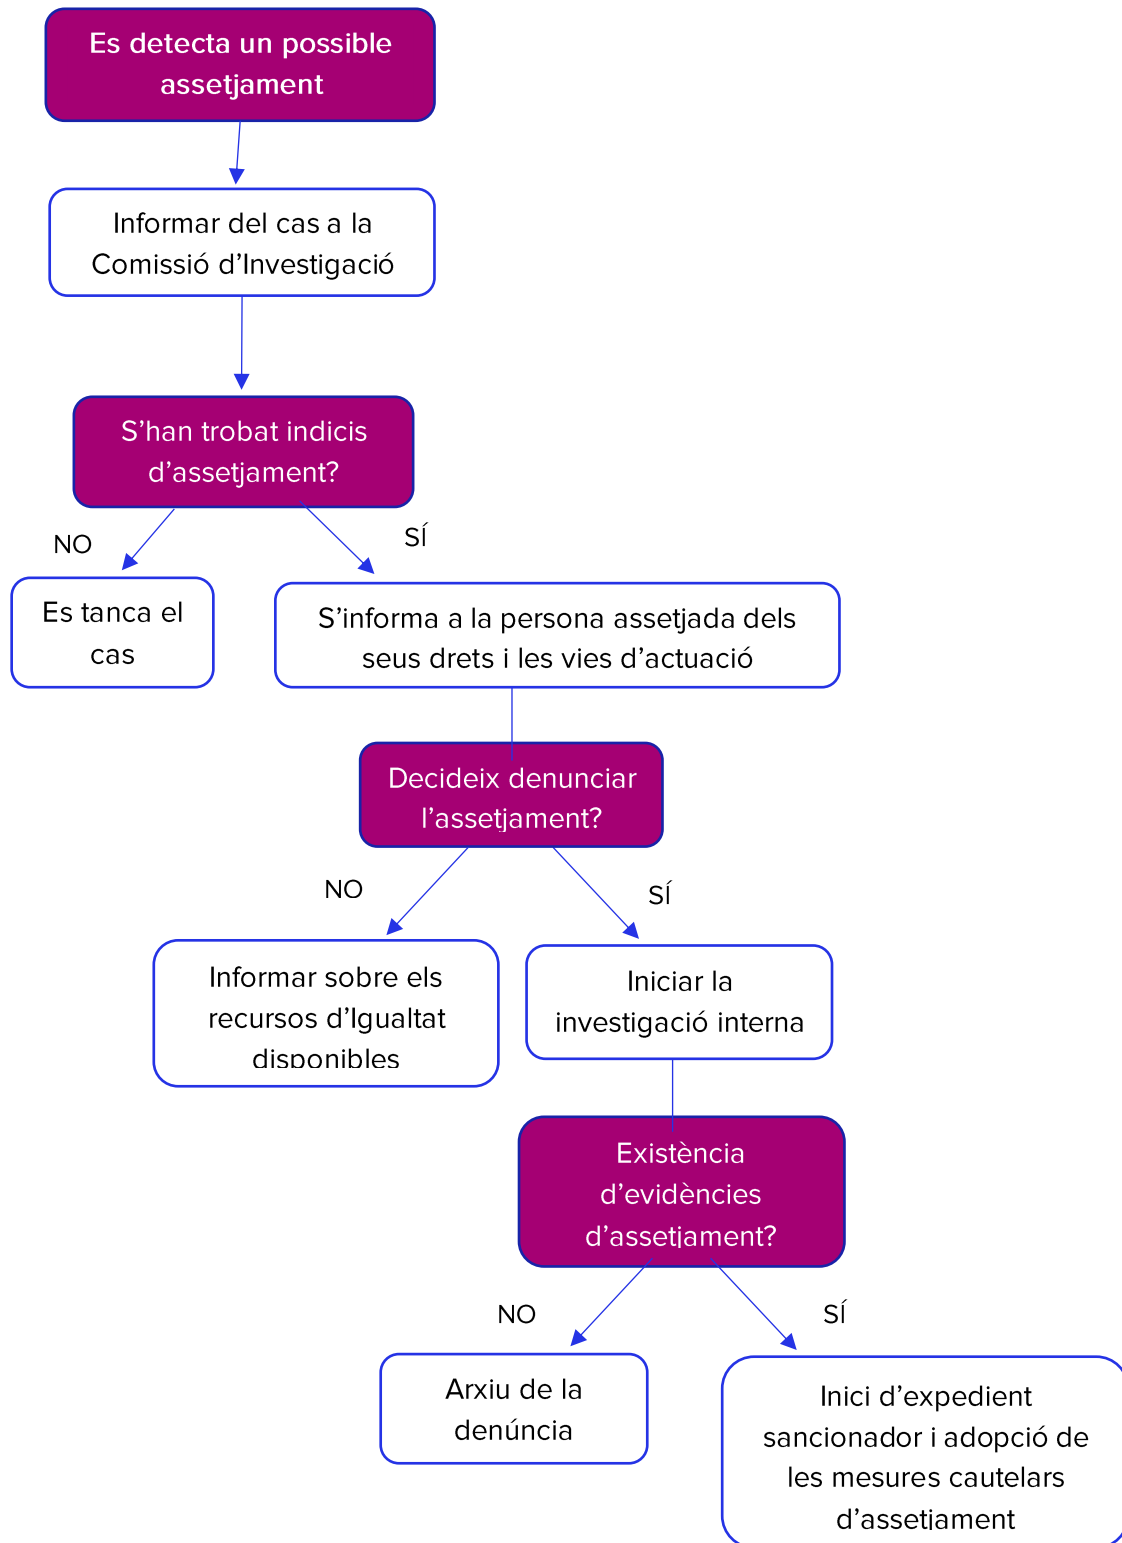 Es detecta un possible
assetjament
Informar del cas a la
Comissió d’Investigació
S’han trobat indicis
d’assetjament?
NO
SÍ
Es tanca el
cas
S’informa a la persona assetjada dels
seus drets i les vies d’actuació
Decideix denunciar
l’assetjament?
NO
SÍ
Informar sobre els
recursos d’Igualtat
disponibles
Iniciar la
investigació interna
Existència
d’evidències
d’assetjament?
NO
SÍ
Arxiu de la
denúncia
Inici d’expedient
sancionador i adopció de
les mesures cautelars
d’assetjament